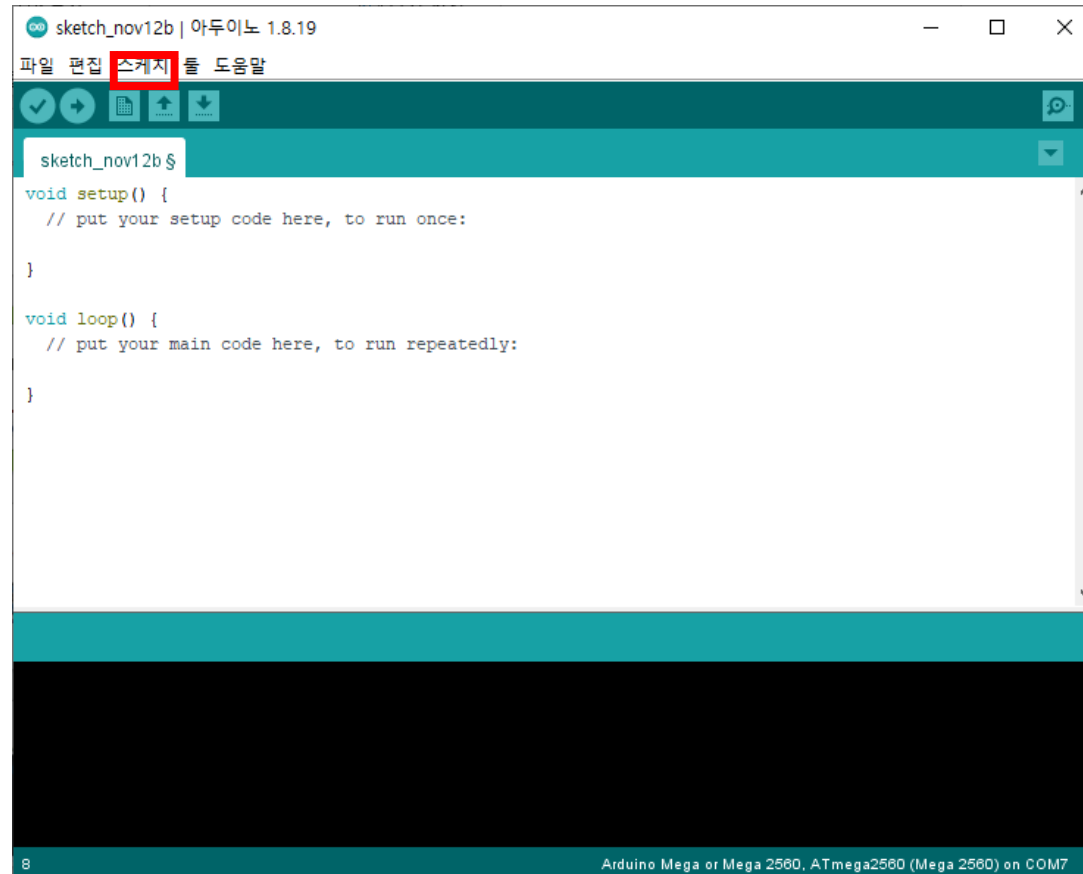 sketch_nov12b | 아두이노 1.8.19
파일 편집 스케치 툴 도움말
sketch_nov12b §
void setup() {
  // put your setup code here, to run once:
}
void loop() {
  // put your main code here, to run repeatedly:
}
8 Arduino Mega or Mega 2560, ATmega2560 (Mega 2560) on COM7